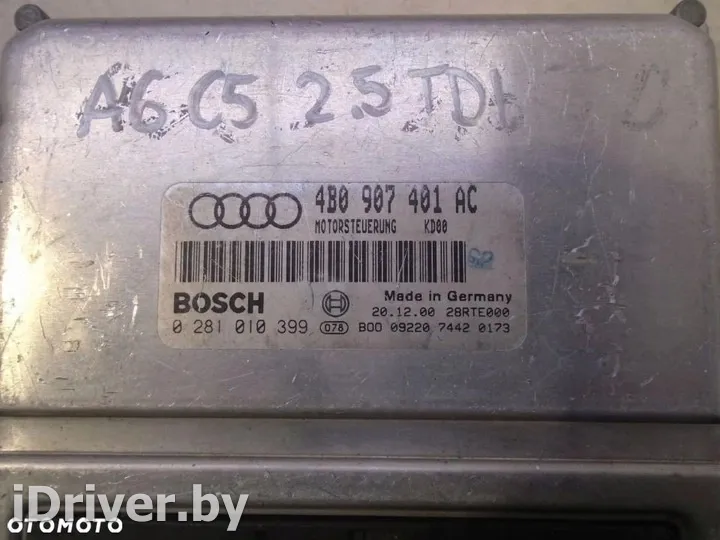 A6 C5 2.5 TDI
4B0 907 401 AC
MOTORSTEUERUNG KD00
BOSCH
Made in Germany
20.12.00 28RTE000
0 281 010 399 078 B00 09220 7442 0173
iDriver.by
OTOMOTO